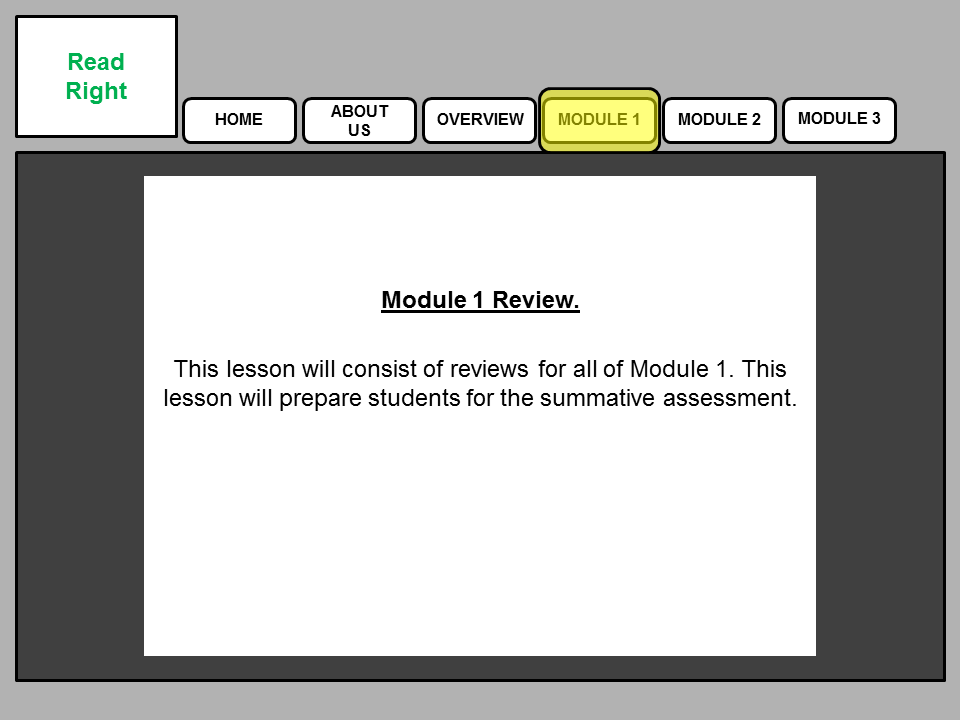 Read
Right
HOME
ABOUT
US
OVERVIEW
MODULE 1
MODULE 2
MODULE 3
Module 1 Review.
This lesson will consist of reviews for all of Module 1. This
lesson will prepare students for the summative assessment.